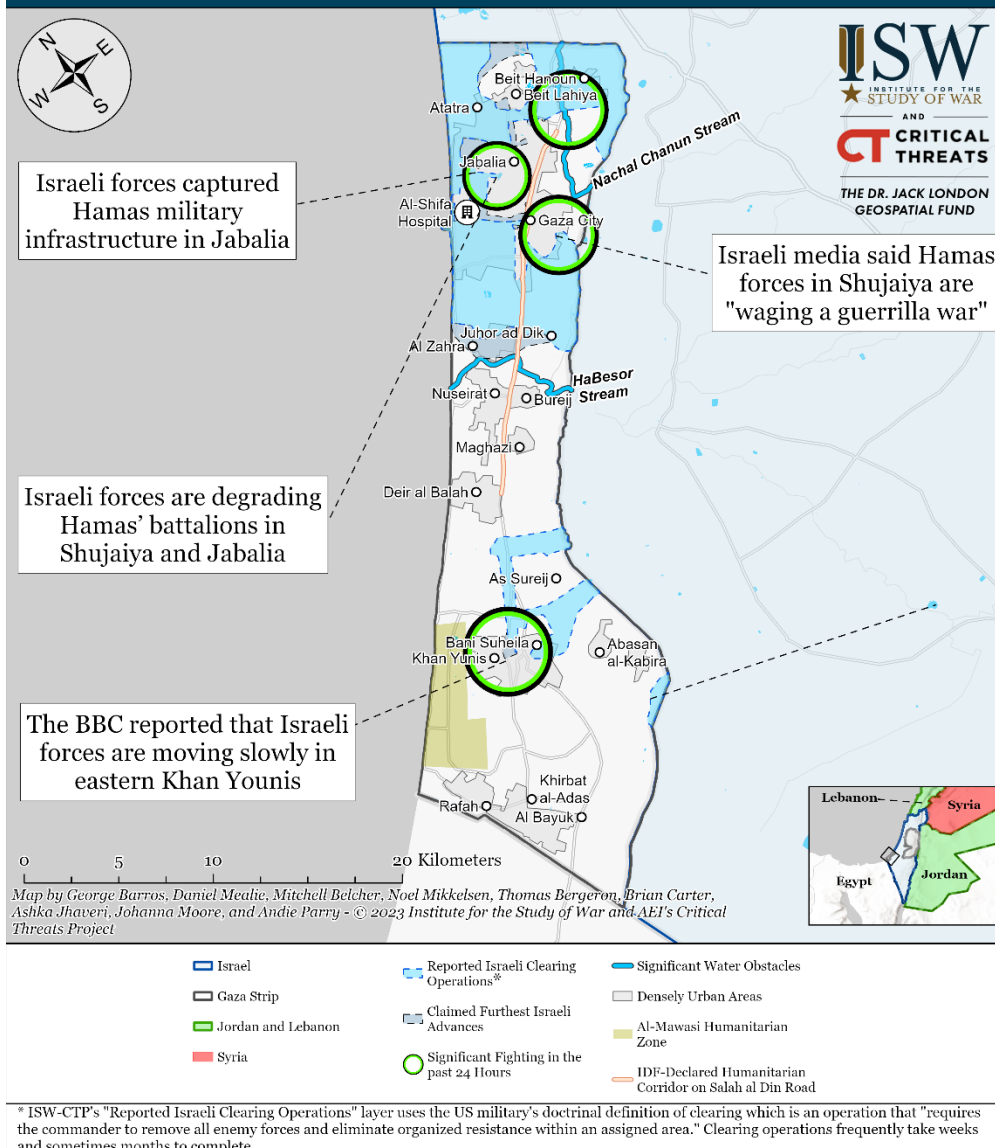 N
E
W
S
ISW
INSTITUTE FOR THE
STUDY OF WAR
AND
CT CRITICAL
THREATS
THE DR. JACK LONDON
GEOSPATIAL FUND
Beit Hanoun
Beit Lahiya
Atatra
Nachal Chanun Stream
Jabalia
Israeli forces captured
Hamas military
infrastructure in Jabalia
Al-Shifa
Hospital
Gaza City
Israeli media said Hamas
forces in Shujaiya are
"waging a guerrilla war"
Juhor ad Dik
Al Zahra
HaBesor
Stream
Nuseirat
Bureij
Maghazi
Deir al Balah
Israeli forces are degrading
Hamas' battalions in
Shujaiya and Jabalia
As Sureij
Bani Suheila
Khan Yunis
Abasan
al-Kabira
The BBC reported that Israeli
forces are moving slowly in
eastern Khan Younis
Khirbat
al-Adas
Rafah
Al Bayuk
Lebanon
Syria
Jordan
Egypt
0 5 10 20 Kilometers
Map by George Barros, Daniel Mealie, Mitchell Belcher, Noel Mikkelsen, Thomas Bergeron, Brian Carter,
Ashka Jhaveri, Johanna Moore, and Andie Parry - © 2023 Institute for the Study of War and AEI's Critical
Threats Project
Israel
Gaza Strip
Jordan and Lebanon
Syria
Reported Israeli Clearing
Operations*
Claimed Furthest Israeli
Advances
Significant Fighting in the
past 24 Hours
Significant Water Obstacles
Densely Urban Areas
Al-Mawasi Humanitarian
Zone
IDF-Declared Humanitarian
Corridor on Salah al Din Road
* ISW-CTP's "Reported Israeli Clearing Operations" layer uses the US military's doctrinal definition of clearing which is an operation that "requires
the commander to remove all enemy forces and eliminate organized resistance within an assigned area." Clearing operations frequently take weeks
and sometimes months to complete